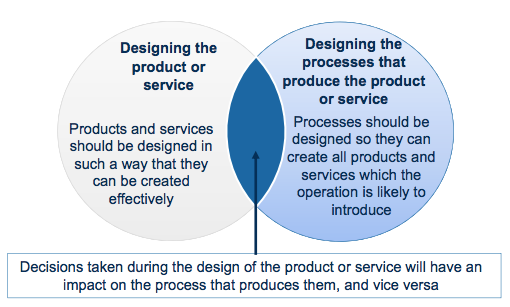 Designing the
product or
service
Products and services
should be designed in
such a way that they
can be created
effectively
Designing the
processes that
produce the product
or service
Processes should be
designed so they can
create all products and
services which the
operation is likely to
introduce
Decisions taken during the design of the product or service will have an
impact on the process that produces them, and vice versa